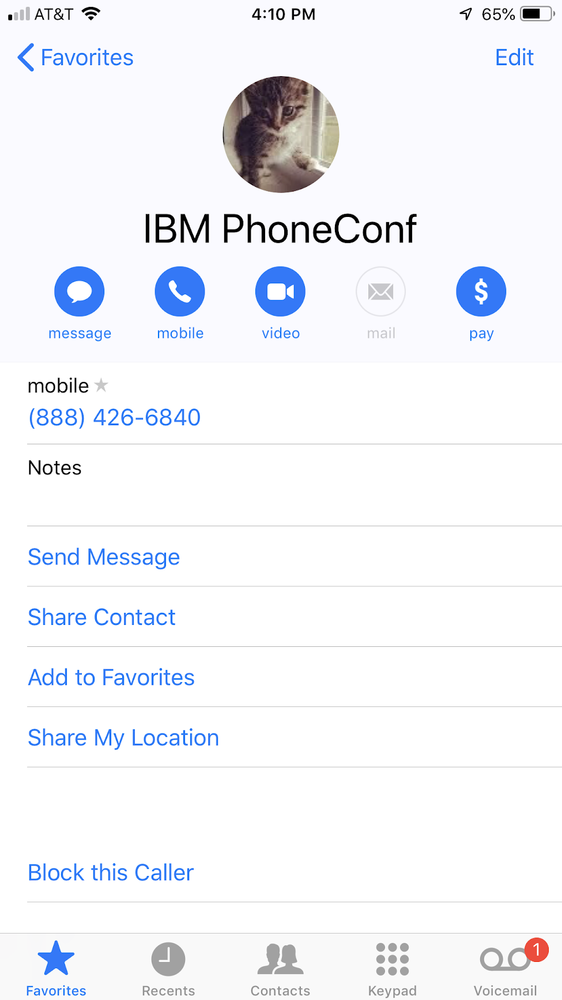 AT&T 4:10 PM 65%
Favorites Edit
IBM PhoneConf
message mobile video mail pay
$
mobile
(888) 426-6840
Notes
Send Message
Share Contact
Add to Favorites
Share My Location
Block this Caller
1
Favorites Recents Contacts Keypad Voicemail